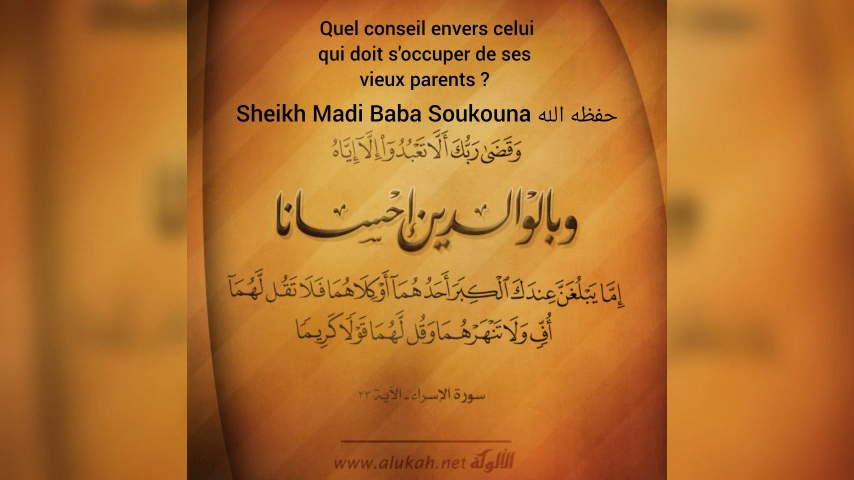 Quel conseil envers celui
qui doit s'occuper de ses
vieux parents ?
Sheikh Madi Baba Soukouna حفظه الله
وَقَضَىٰ رَبُّكَ أَلَّا تَعْبُدُوٓا۟ إِلَّآ إِيَّاهُ
وبالوالدين إحسانا
إِمَّا يَبْلُغَنَّ عِندَكَ ٱلْكِبَرَ أَحَدُهُمَآ أَوْ كِلَاهُمَا فَلَا تَقُل لَّهُمَآ
أُفٍّ وَلَا تَنْهَرْهُمَا وَقُل لَّهُمَا قَوْلًا كَرِيمًا
سورة الإسراء - الآية ٢٣
www.alukah.net الألوكة